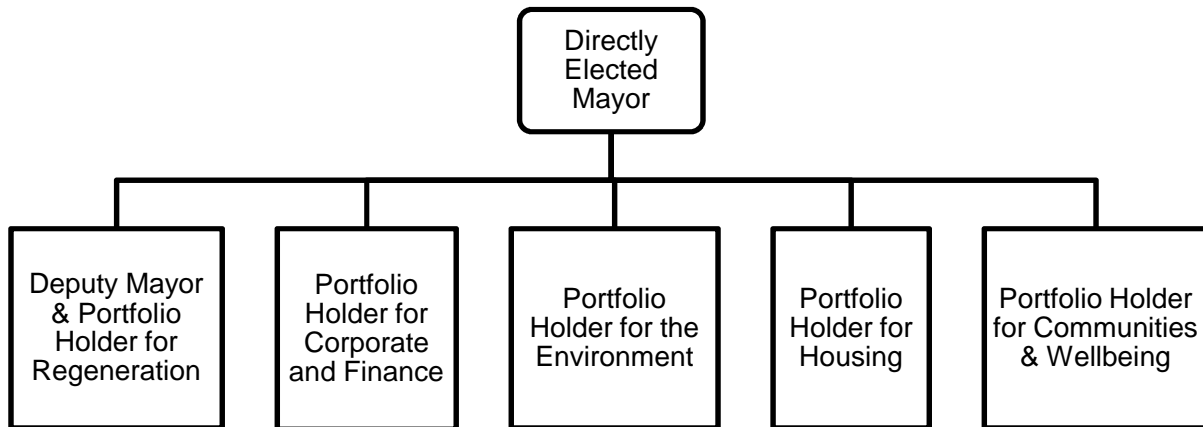 Directly
Elected
Mayor
Deputy Mayor
& Portfolio
Holder for
Regeneration
Portfolio
Holder for
Corporate
and Finance
Portfolio
Holder for the
Environment
Portfolio
Holder for
Housing
Portfolio Holder
for Communities
& Wellbeing